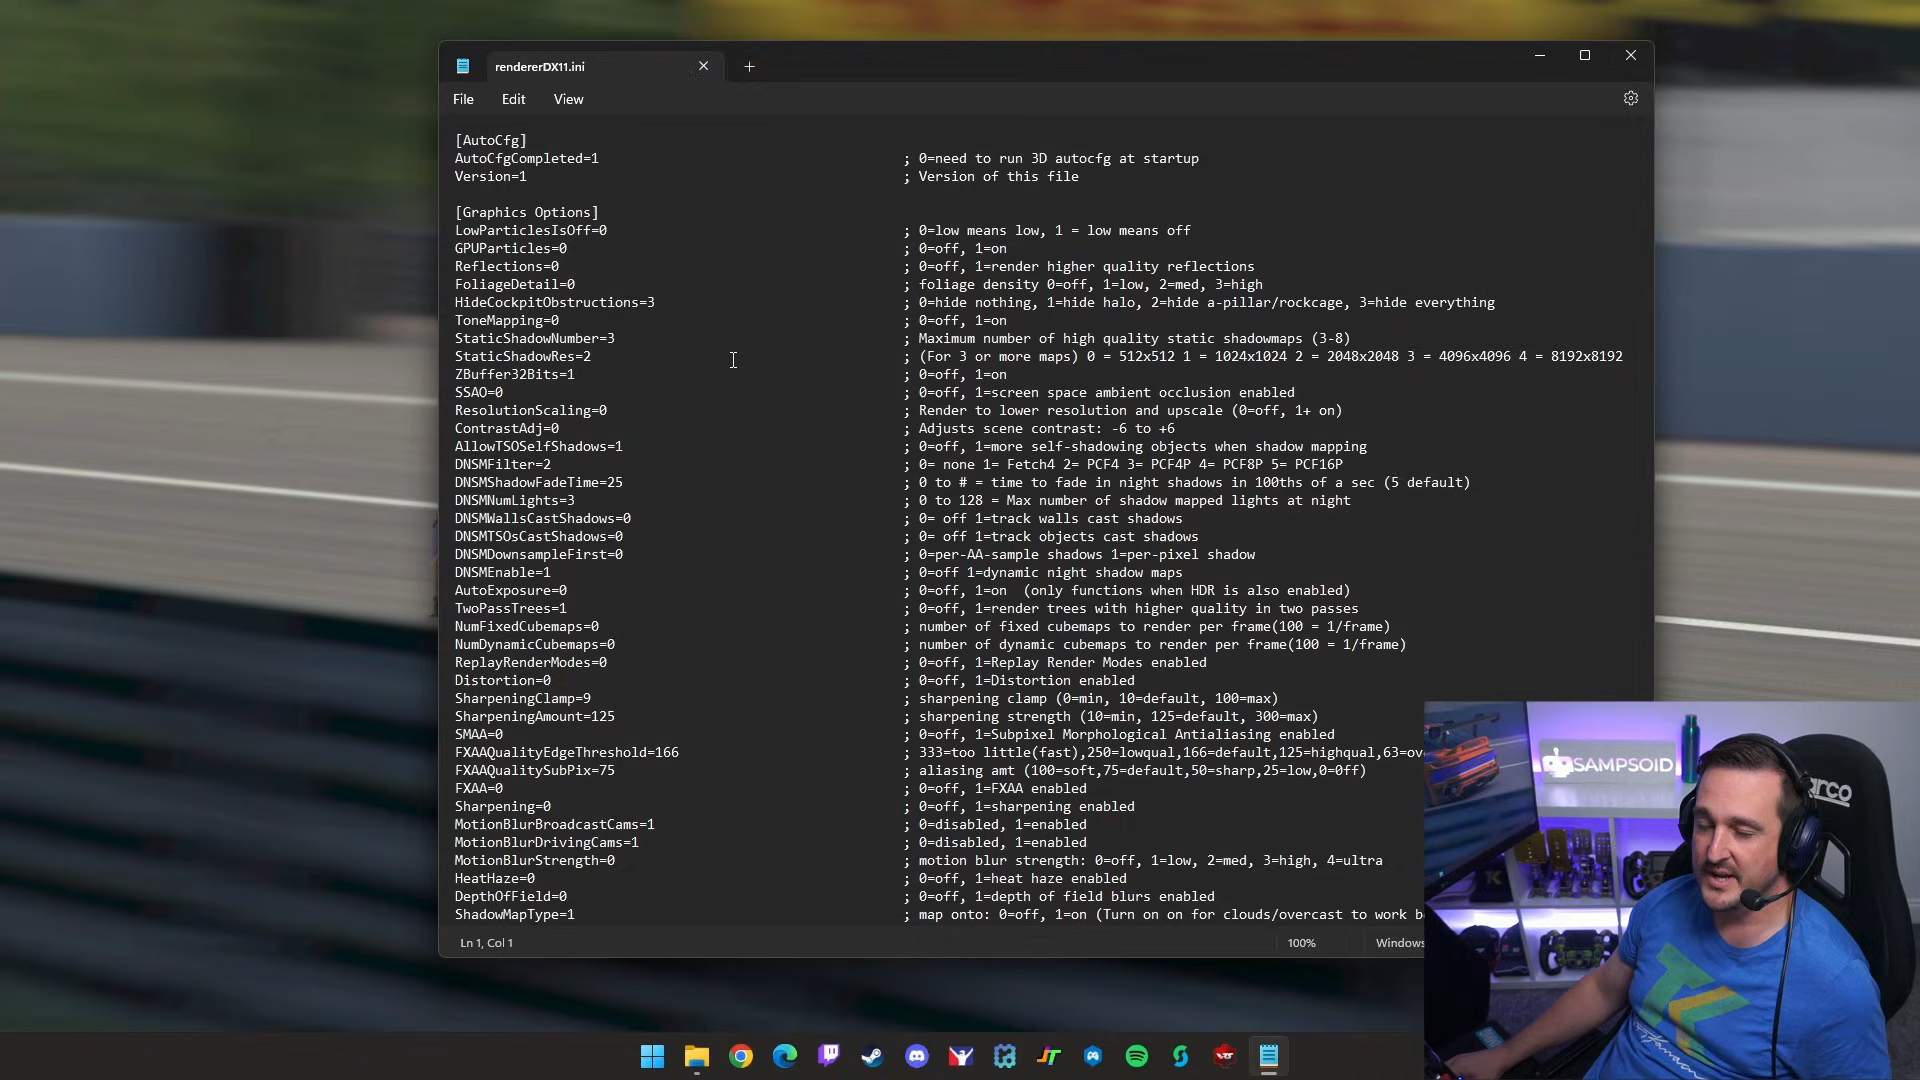 rendererDX11.ini
File Edit View
[AutoCfg]
AutoCfgCompleted=1 ; 0=need to run 3D autocfg at startup
Version=1 ; Version of this file
[Graphics Options]
LowParticlesIsOff=0 ; 0=low means low, 1 = low means off
GPUParticles=0 ; 0=off, 1=on
Reflections=0 ; 0=off, 1=render higher quality reflections
FoliageDetail=0 ; foliage density 0=off, 1=low, 2=med, 3=high
HideCockpitObstructions=3 ; 0=hide nothing, 1=hide halo, 2=hide a-pillar/rockcage, 3=hide everything
ToneMapping=0 ; 0=off, 1=on
StaticShadowNumber=3 ; Maximum number of high quality static shadowmaps (3-8)
StaticShadowRes=2 ; (For 3 or more maps) 0 = 512x512 1 = 1024x1024 2 = 2048x2048 3 = 4096x4096 4 = 8192x8192
ZBuffer32Bits=1 ; 0=off, 1=on
SSAO=0 ; 0=off, 1=screen space ambient occlusion enabled
ResolutionScaling=0 ; Render to lower resolution and upscale (0=off, 1+ on)
ContrastAdj=0 ; Adjusts scene contrast: -6 to +6
AllowTSOSelfShadows=1 ; 0=off, 1=more self-shadowing objects when shadow mapping
DNSMFilter=2 ; 0= none 1= Fetch4 2= PCF4 3= PCF4P 4= PCF8P 5= PCF16P
DNSMShadowFadeTime=25 ; 0 to # = time to fade in night shadows in 100ths of a sec (5 default)
DNSMNumLights=3 ; 0 to 128 = Max number of shadow mapped lights at night
DNSMWallsCastShadows=0 ; 0= off 1=track walls cast shadows
DNSMTSOsCastShadows=0 ; 0= off 1=track objects cast shadows
DNSMDownsampleFirst=0 ; 0=per-AA-sample shadows 1=per-pixel shadow
DNSMEnable=1 ; 0=off 1=dynamic night shadow maps
AutoExposure=0 ; 0=off, 1=on (only functions when HDR is also enabled)
TwoPassTrees=1 ; 0=off, 1=render trees with higher quality in two passes
NumFixedCubemaps=0 ; number of fixed cubemaps to render per frame(100 = 1/frame)
NumDynamicCubemaps=0 ; number of dynamic cubemaps to render per frame(100 = 1/frame)
ReplayRenderModes=0 ; 0=off, 1=Replay Render Modes enabled
Distortion=0 ; 0=off, 1=Distortion enabled
SharpeningClamp=9 ; sharpening clamp (0=min, 10=default, 100=max)
SharpeningAmount=125 ; sharpening strength (10=min, 125=default, 300=max)
SMAA=0 ; 0=off, 1=Subpixel Morphological Antialiasing enabled
FXAAQualityEdgeThreshold=166 ; 333=too little(fast),250=lowqual,166=default,125=highqual,63=ov
FXAAQualitySubPix=75 ; aliasing amt (100=soft,75=default,50=sharp,25=low,0=0ff)
FXAA=0 ; 0=off, 1=FXAA enabled
Sharpening=0 ; 0=off, 1=sharpening enabled
MotionBlurBroadcastCams=1 ; 0=disabled, 1=enabled
MotionBlurDrivingCams=1 ; 0=disabled, 1=enabled
MotionBlurStrength=0 ; motion blur strength: 0=off, 1=low, 2=med, 3=high, 4=ultra
HeatHaze=0 ; 0=off, 1=heat haze enabled
DepthOfField=0 ; 0=off, 1=depth of field blurs enabled
ShadowMapType=1 ; map onto: 0=off, 1=on (Turn on on for clouds/overcast to work b
Ln 1, Col 1 100% Windows
SAMPSOID
arco